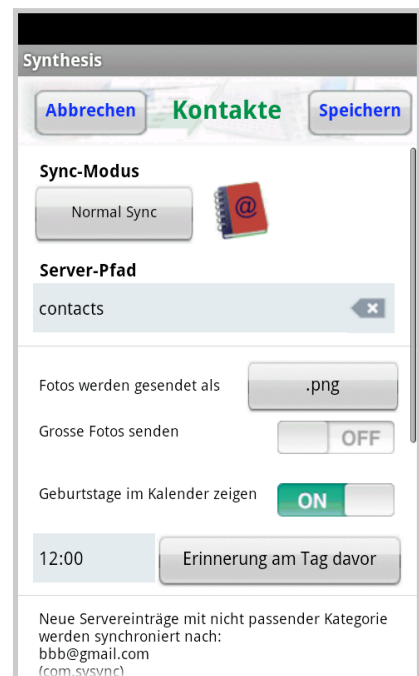 Synthesis
Abbrechen Kontakte Speichern
Sync-Modus
Normal Sync
@
Server-Pfad
contacts
Fotos werden gesendet als .png
Grosse Fotos senden OFF
Geburtstage im Kalender zeigen ON
12:00 Erinnerung am Tag davor
Neue Servereinträge mit nicht passender Kategorie
werden synchroniert nach:
bbb@gmail.com
(com.sysync)